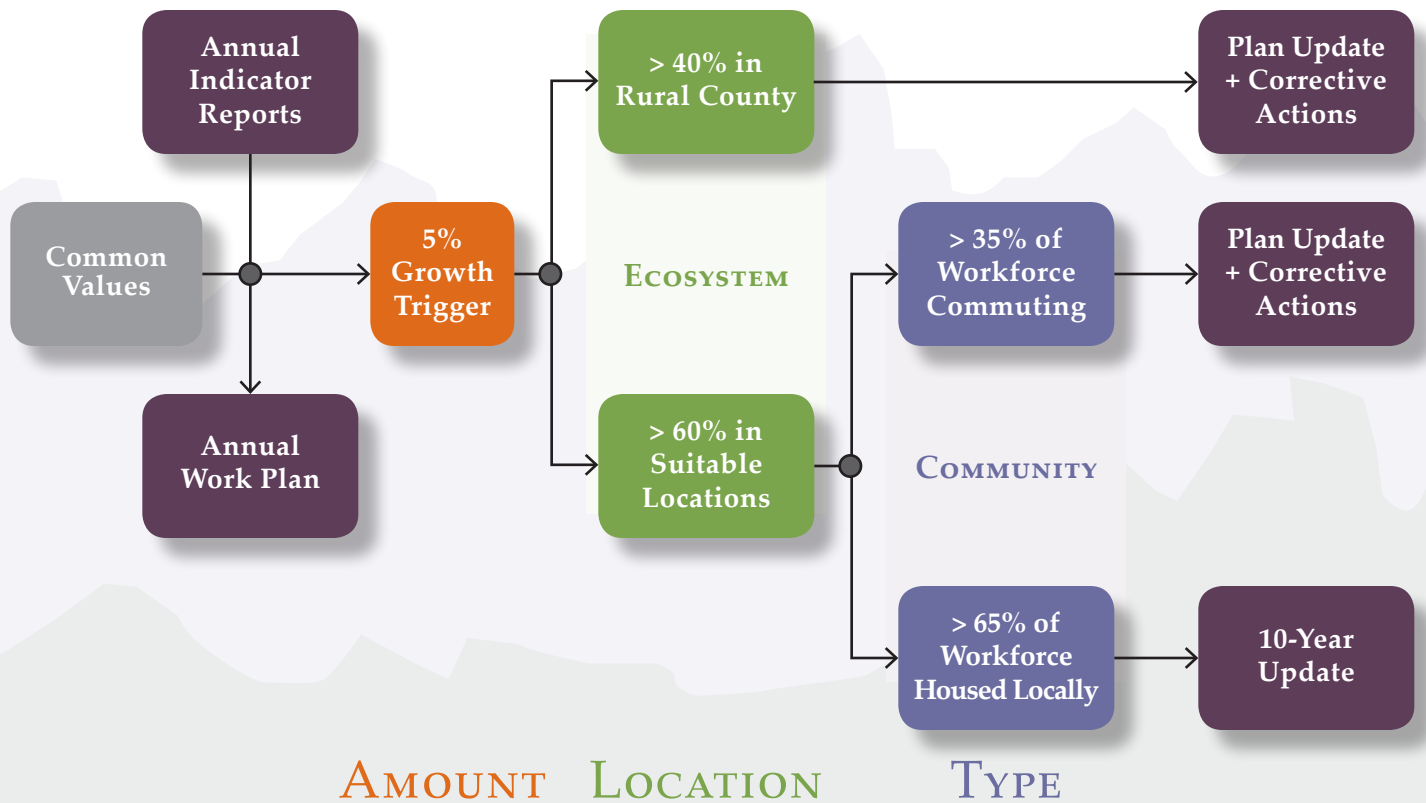 Annual
Indicator
Reports
> 40% in
Rural County
Plan Update
+ Corrective
Actions
Common
Values
5%
Growth
Trigger
Ecosystem
> 35% of
Workforce
Commuting
Plan Update
+ Corrective
Actions
Annual
Work Plan
> 60% in
Suitable
Locations
Community
> 65% of
Workforce
Housed Locally
10-Year
Update
Amount Location Type